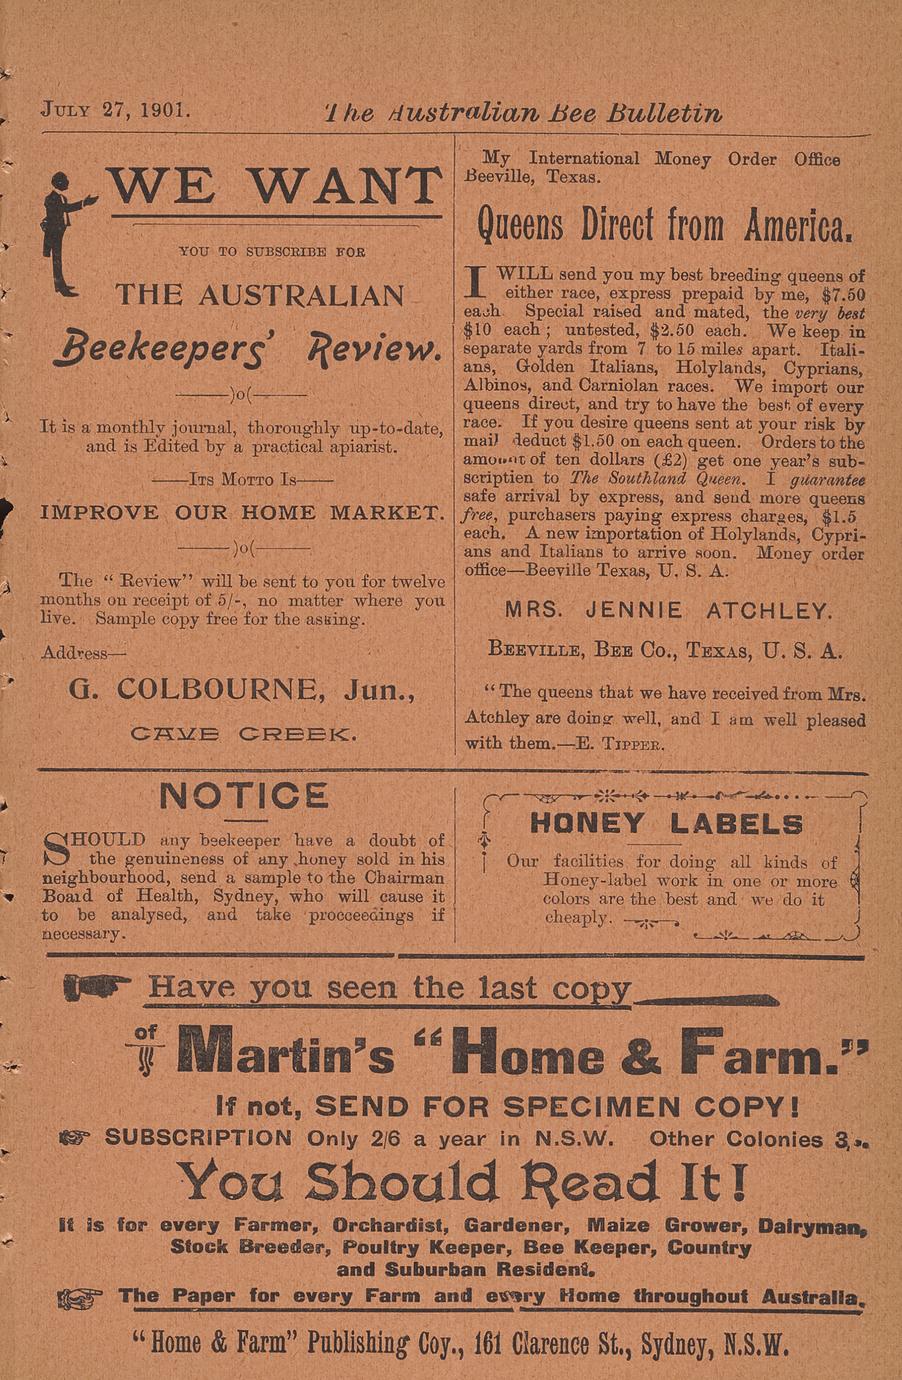 July 27, 1901.
The Australian Bee Bulletin
WE WANT
YOU TO SUBSCRIBE FOR
THE AUSTRALIAN
Beekeepers' Review.
———)o(———
It is a monthly journal, thoroughly up-to-date,
and is Edited by a practical apiarist.
——Its Motto Is——
IMPROVE OUR HOME MARKET.
———)o(———
The "Review" will be sent to you for twelve
months on receipt of 5/-, no matter where you
live. Sample copy free for the asking.
Address—
G. COLBOURNE, Jun.,
CAVE CREEK.
My International Money Order Office
Beeville, Texas.
Queens Direct from America.
I WILL send you my best breeding queens of
either race, express prepaid by me, $7.50
each. Special raised and mated, the very best
$10 each; untested, $2.50 each. We keep in
separate yards from 7 to 15 miles apart. Itali-
ans, Golden Italians, Holylands, Cyprians,
Albinos, and Carniolan races. We import our
queens direct, and try to have the best of every
race. If you desire queens sent at your risk by
mail deduct $1.50 on each queen. Orders to the
amount of ten dollars (£2) get one year's sub-
scription to The Southland Queen. I guarantee
safe arrival by express, and send more queens
free, purchasers paying express charges, $1.5
each. A new importation of Holylands, Cypri-
ans and Italians to arrive soon. Money order
office—Beeville Texas, U. S. A.
MRS. JENNIE ATCHLEY.
Beeville, Bee Co., Texas, U. S. A.
"The queens that we have received from Mrs.
Atchley are doing well, and I am well pleased
with them.—E. Tipper.
NOTICE
SHOULD any beekeeper have a doubt of
the genuineness of any honey sold in his
neighbourhood, send a sample to the Chairman
Board of Health, Sydney, who will cause it
to be analysed, and take procceedings if
necessary.
HONEY LABELS
Our facilities for doing all kinds of
Honey-label work in one or more
colors are the best and we do it
cheaply.
Have you seen the last copy
of Martin's "Home & Farm."
If not, SEND FOR SPECIMEN COPY!
SUBSCRIPTION Only 2/6 a year in N.S.W. Other Colonies
You Should Read It!
It is for every Farmer, Orchardist, Gardener, Maize Grower, Dairyman,
Stock Breeder, Poultry Keeper, Bee Keeper, Country
and Suburban Resident.
The Paper for every Farm and every Home throughout Australia.
"Home & Farm" Publishing Coy., 161 Clarence St., Sydney, N.S.W.